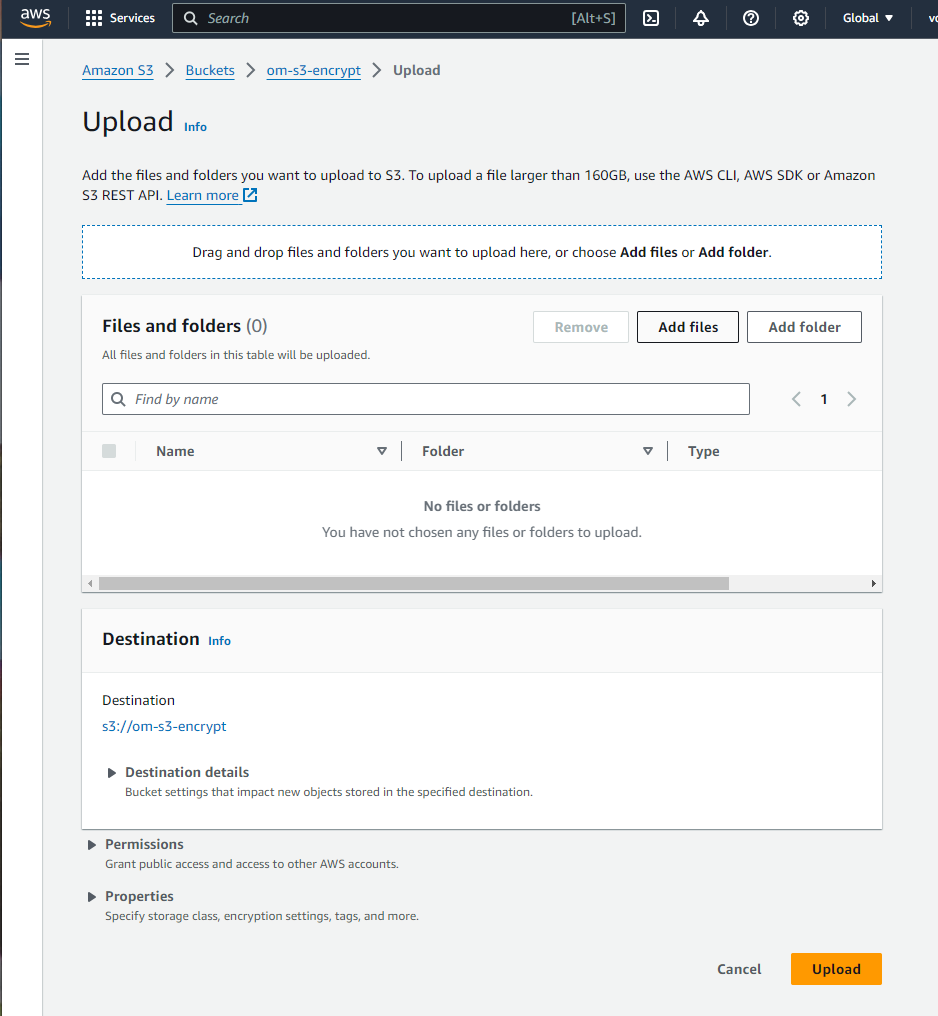 aws
Services
Search [Alt+S]
Global
Amazon S3 > Buckets > om-s3-encrypt > Upload
Upload Info
Add the files and folders you want to upload to S3. To upload a file larger than 160GB, use the AWS CLI, AWS SDK or Amazon
S3 REST API. Learn more
Drag and drop files and folders you want to upload here, or choose Add files or Add folder.
Files and folders (0)
Remove
Add files
Add folder
All files and folders in this table will be uploaded.
Find by name
1
Name
Folder
Type
No files or folders
You have not chosen any files or folders to upload.
Destination Info
Destination
s3://om-s3-encrypt
Destination details
Bucket settings that impact new objects stored in the specified destination.
Permissions
Grant public access and access to other AWS accounts.
Properties
Specify storage class, encryption settings, tags, and more.
Cancel
Upload